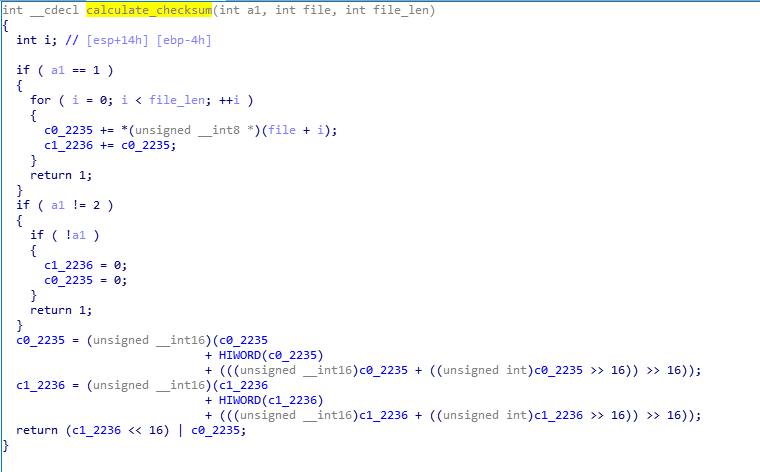 int __cdecl calculate_checksum(int a1, int file, int file_len)
{
  int i; // [esp+14h] [ebp-4h]

  if ( a1 == 1 )
  {
    for ( i = 0; i < file_len; ++i )
    {
      c0_2235 += *(unsigned __int8 *)(file + i);
      c1_2236 += c0_2235;
    }
    return 1;
  }
  if ( a1 != 2 )
  {
    if ( !a1 )
    {
      c1_2236 = 0;
      c0_2235 = 0;
    }
    return 1;
  }
  c0_2235 = (unsigned __int16)(c0_2235
                             + HIWORD(c0_2235)
                             + (((unsigned __int16)c0_2235 + ((unsigned int)c0_2235 >> 16)) >> 16));
  c1_2236 = (unsigned __int16)(c1_2236
                             + HIWORD(c1_2236)
                             + (((unsigned __int16)c1_2236 + ((unsigned int)c1_2236 >> 16)) >> 16));
  return (c1_2236 << 16) | c0_2235;
}